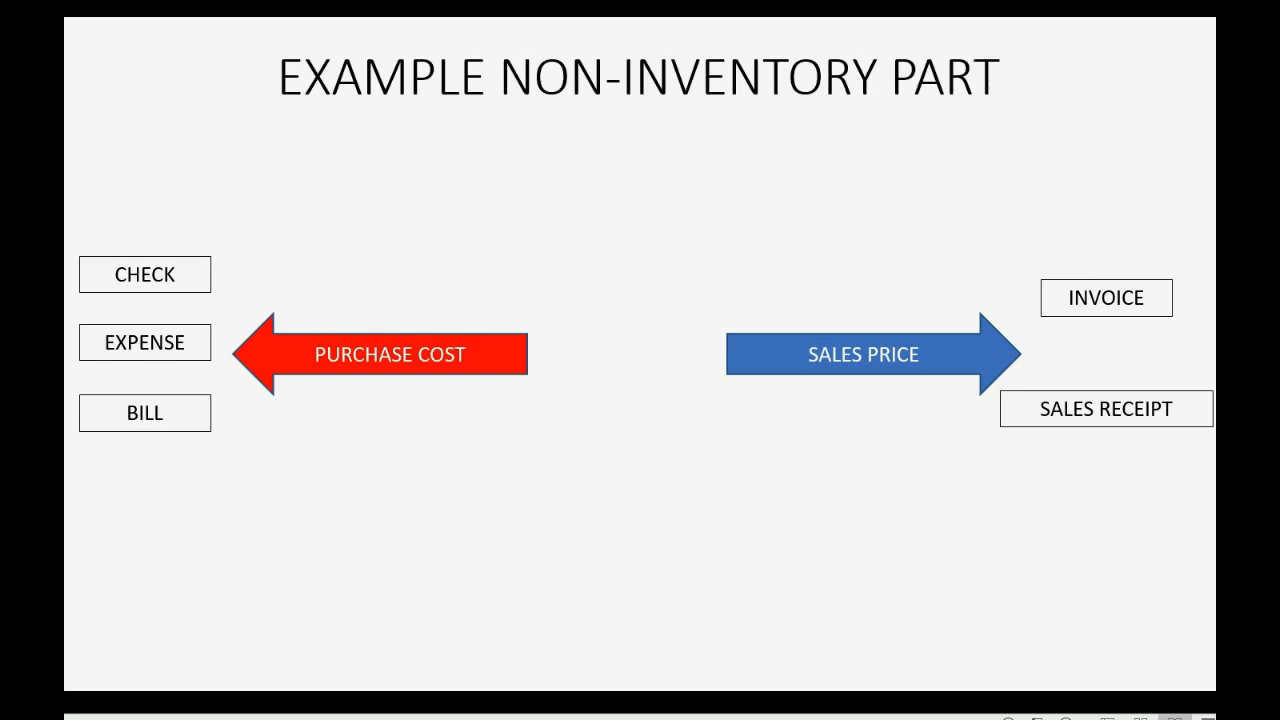 EXAMPLE NON-INVENTORY PART
CHECK
EXPENSE
BILL
PURCHASE COST
SALES PRICE
INVOICE
SALES RECEIPT